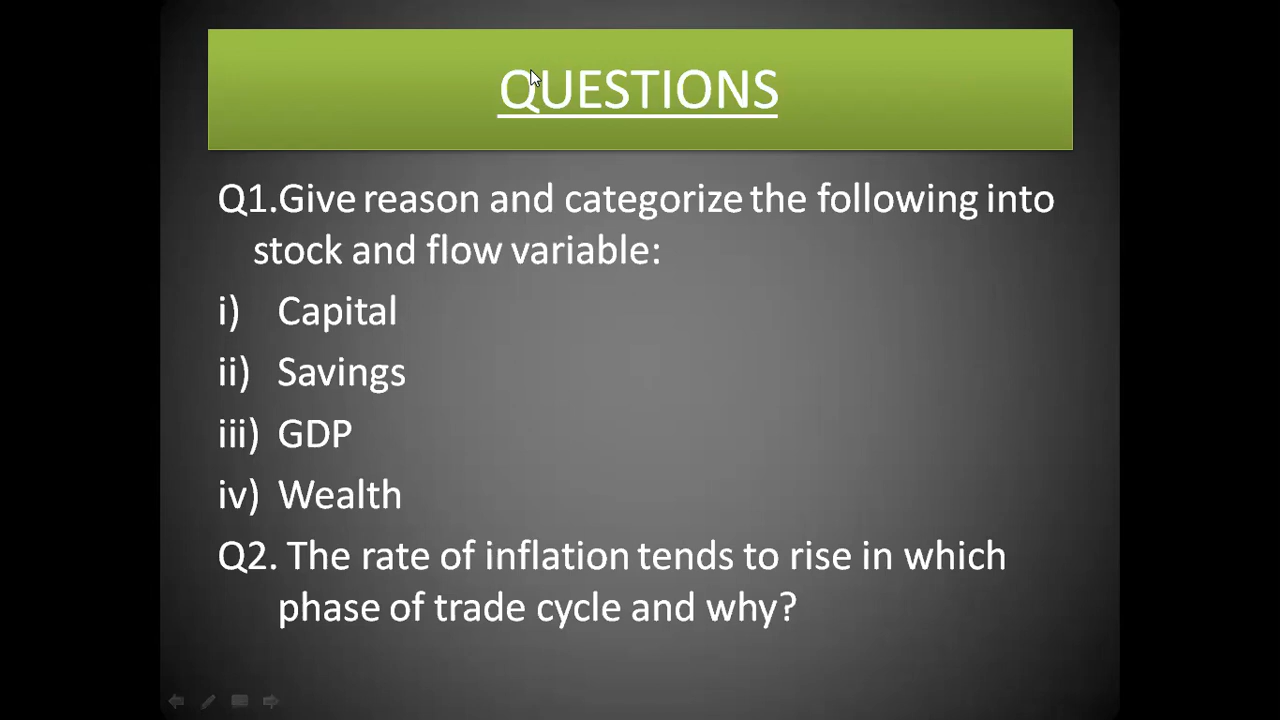 QUESTIONS
Q1.Give reason and categorize the following into
stock and flow variable:
i) Capital
ii) Savings
iii) GDP
iv) Wealth
Q2. The rate of inflation tends to rise in which
phase of trade cycle and why?